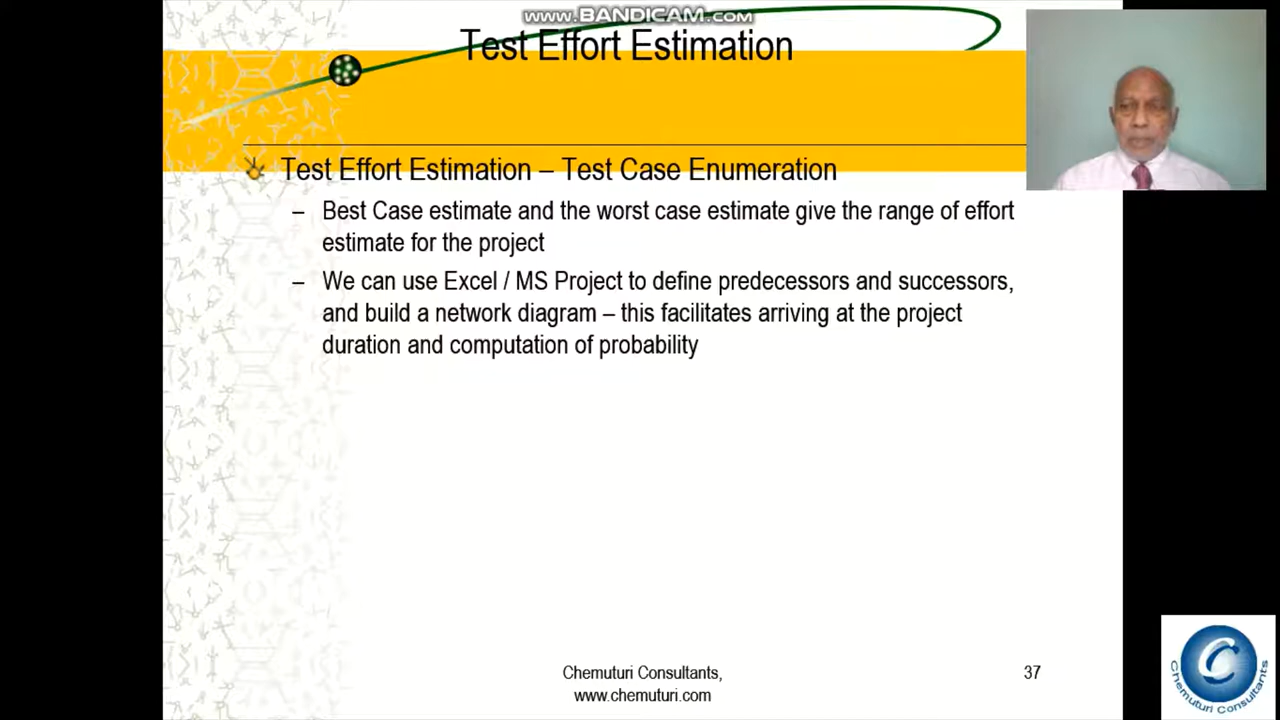 www.BANDICAM.com
Test Effort Estimation
Test Effort Estimation – Test Case Enumeration
– Best Case estimate and the worst case estimate give the range of effort
estimate for the project
– We can use Excel / MS Project to define predecessors and successors,
and build a network diagram – this facilitates arriving at the project
duration and computation of probability
Chemuturi Consultants,
www.chemuturi.com
37
C
Chemuturi Consultants